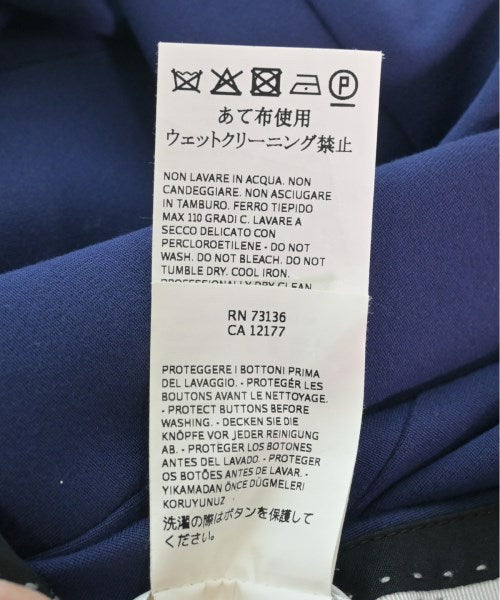 P
あて布使用
ウェットクリーニング禁止
NON LAVARE IN ACQUA. NON
CANDEGGIARE. NON ASCIUGARE
IN TAMBURO. FERRO TIEPIDO
MAX 110 GRADI C. LAVARE A
SECCO DELICATO CON
PERCLOROETILENE - DO NOT
WASH. DO NOT BLEACH. DO NOT
TUMBLE DRY. COOL IRON.
PROFESSIONALLY DRY CLEAN
RN 73136
CA 12177
PROTEGGERE I BOTTONI PRIMA
DEL LAVAGGIO. - PROTEGÉR LES
BOUTONS AVANT LE NETTOYAGE.
- PROTECT BUTTONS BEFORE
WASHING. - DECKEN SIE DIE
KNÖPFE VOR JEDER REINIGUNG
AB. - PROTEGER LOS BOTONES
ANTES DEL LAVADO. - PROTEGER
OS BOTÕES ANTES DE LAVAR. -
YIKAMADAN ÖNCE DÜGMELERI
KORUYUNUZ
洗濯の際はボタンを保護して
ください。